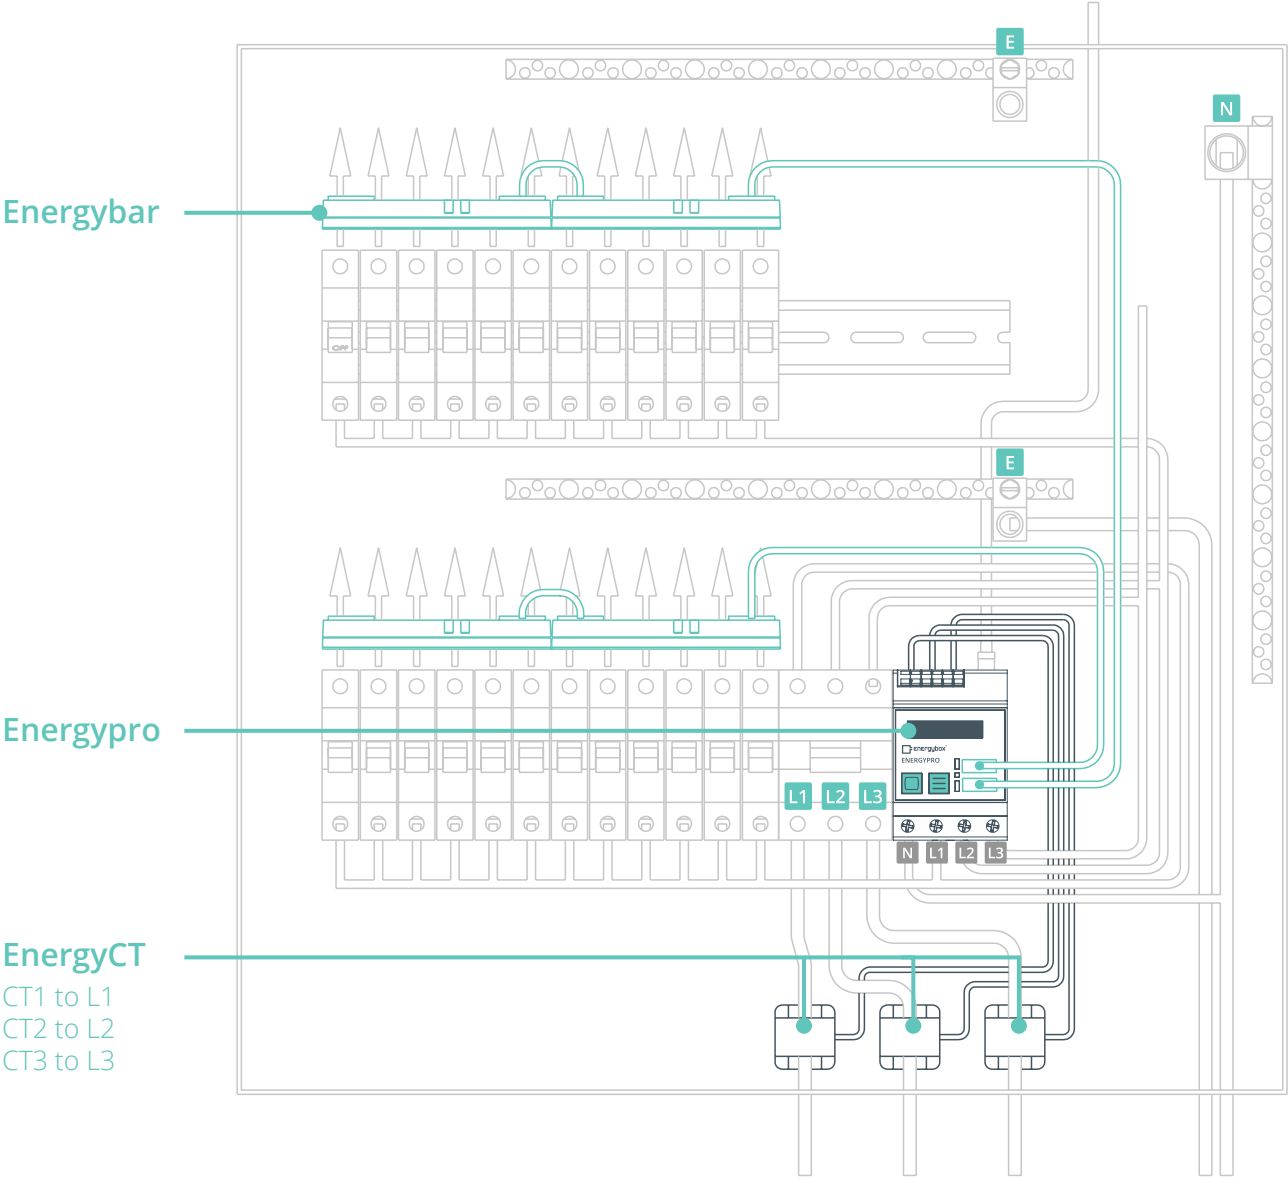 E
N
Energybar
OFF
E
Energypro
energybox
ENERGYPRO
L1 L2 L3
N L1 L2 L3
EnergyCT
CT1 to L1
CT2 to L2
CT3 to L3